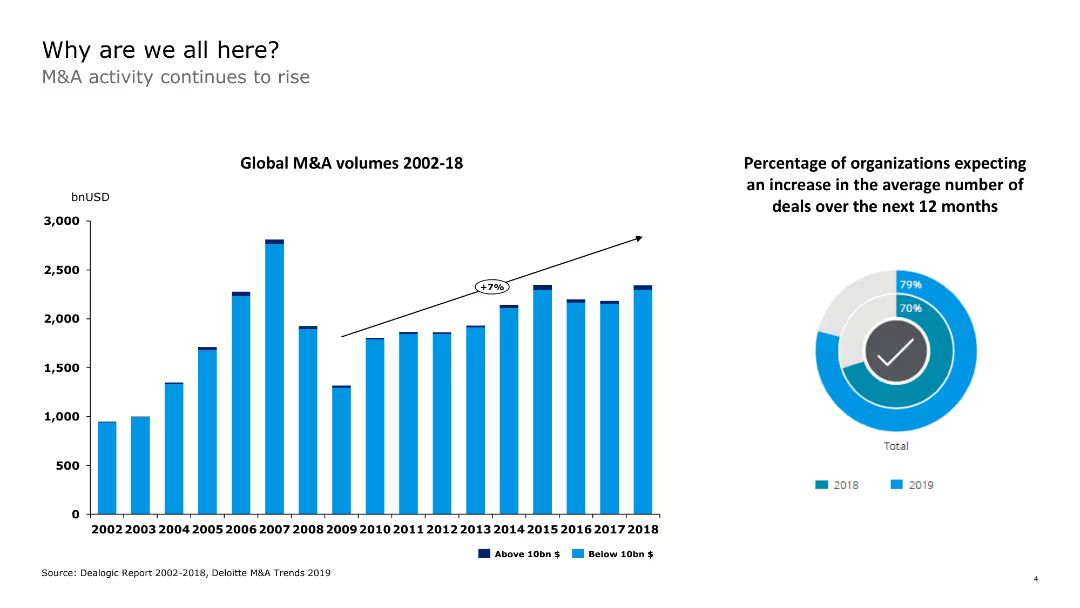 Why are we all here?
M&A activity continues to rise
Global M&A volumes 2002-18
bnUSD
3,000
2,500
2,000
1,500
1,000
500
0
+7%
2002 2003 2004 2005 2006 2007 2008 2009 2010 2011 2012 2013 2014 2015 2016 2017 2018
Above 10bn $ Below 10bn $
Percentage of organizations expecting
an increase in the average number of
deals over the next 12 months
79%
70%
Total
2018 2019
Source: Dealogic Report 2002-2018, Deloitte M&A Trends 2019
4